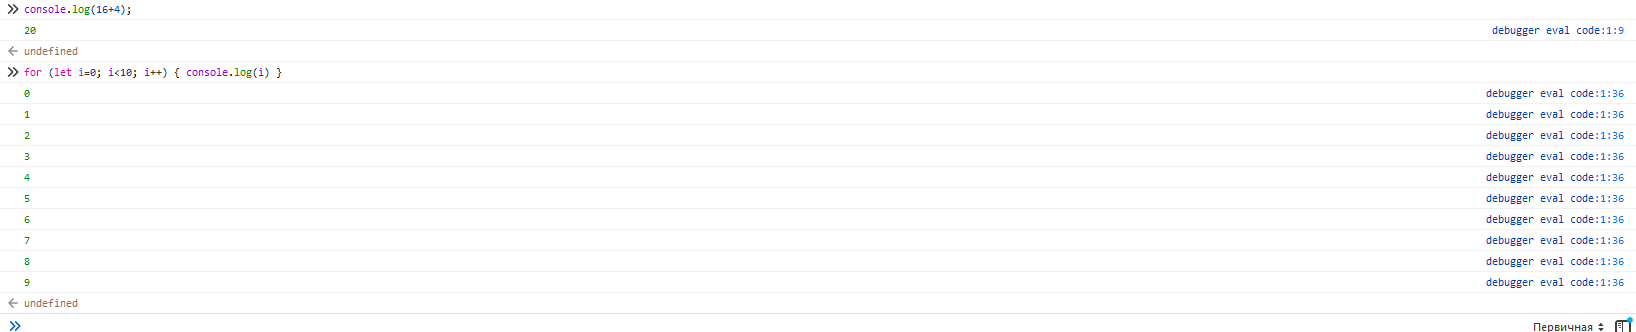 console.log(16+4);
20 debugger eval code:1:9
undefined
for (let i=0; i<10; i++) { console.log(i) }
0 debugger eval code:1:36
1 debugger eval code:1:36
2 debugger eval code:1:36
3 debugger eval code:1:36
4 debugger eval code:1:36
5 debugger eval code:1:36
6 debugger eval code:1:36
7 debugger eval code:1:36
8 debugger eval code:1:36
9 debugger eval code:1:36
undefined
Первичная